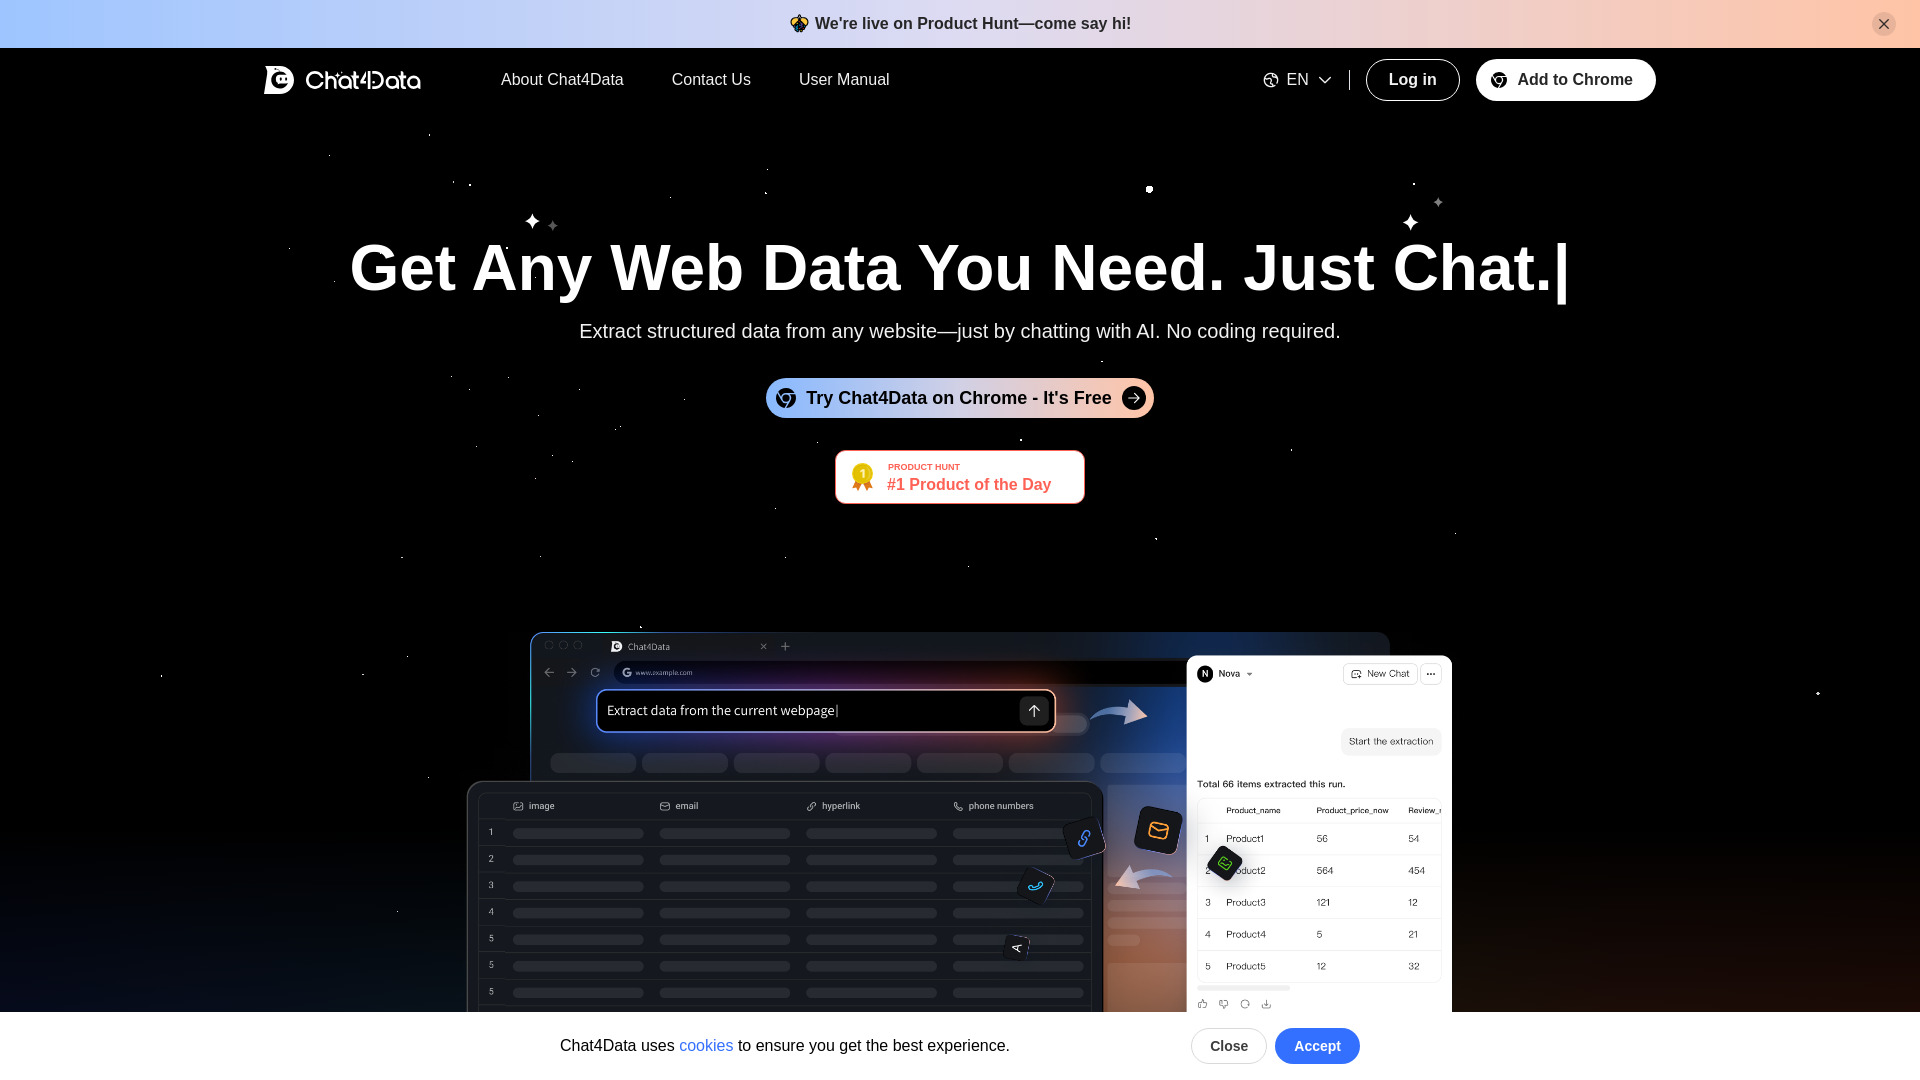 We're live on Product Hunt—come say hi!
Chat4Data
About Chat4Data
Contact Us
User Manual
EN
Log in
Add to Chrome
Get Any Web Data You Need. Just Chat.|
Extract structured data from any website—just by chatting with AI. No coding required.
Try Chat4Data on Chrome - It's Free
1
PRODUCT HUNT
#1 Product of the Day
Chat4Data
www.example.com
Extract data from the current webpage|
N Nova
New Chat
Start the extraction
Total 66 items extracted this run.
Product_name Product_price_now Review_
1 Product1 56 54
2 duct2 564 454
3 Product3 121 12
4 Product4 5 21
5 Product5 12 32
image email hyperlink phone numbers
1
2
3
4
5
5
5
A
Chat4Data uses cookies to ensure you get the best experience.
Close
Accept